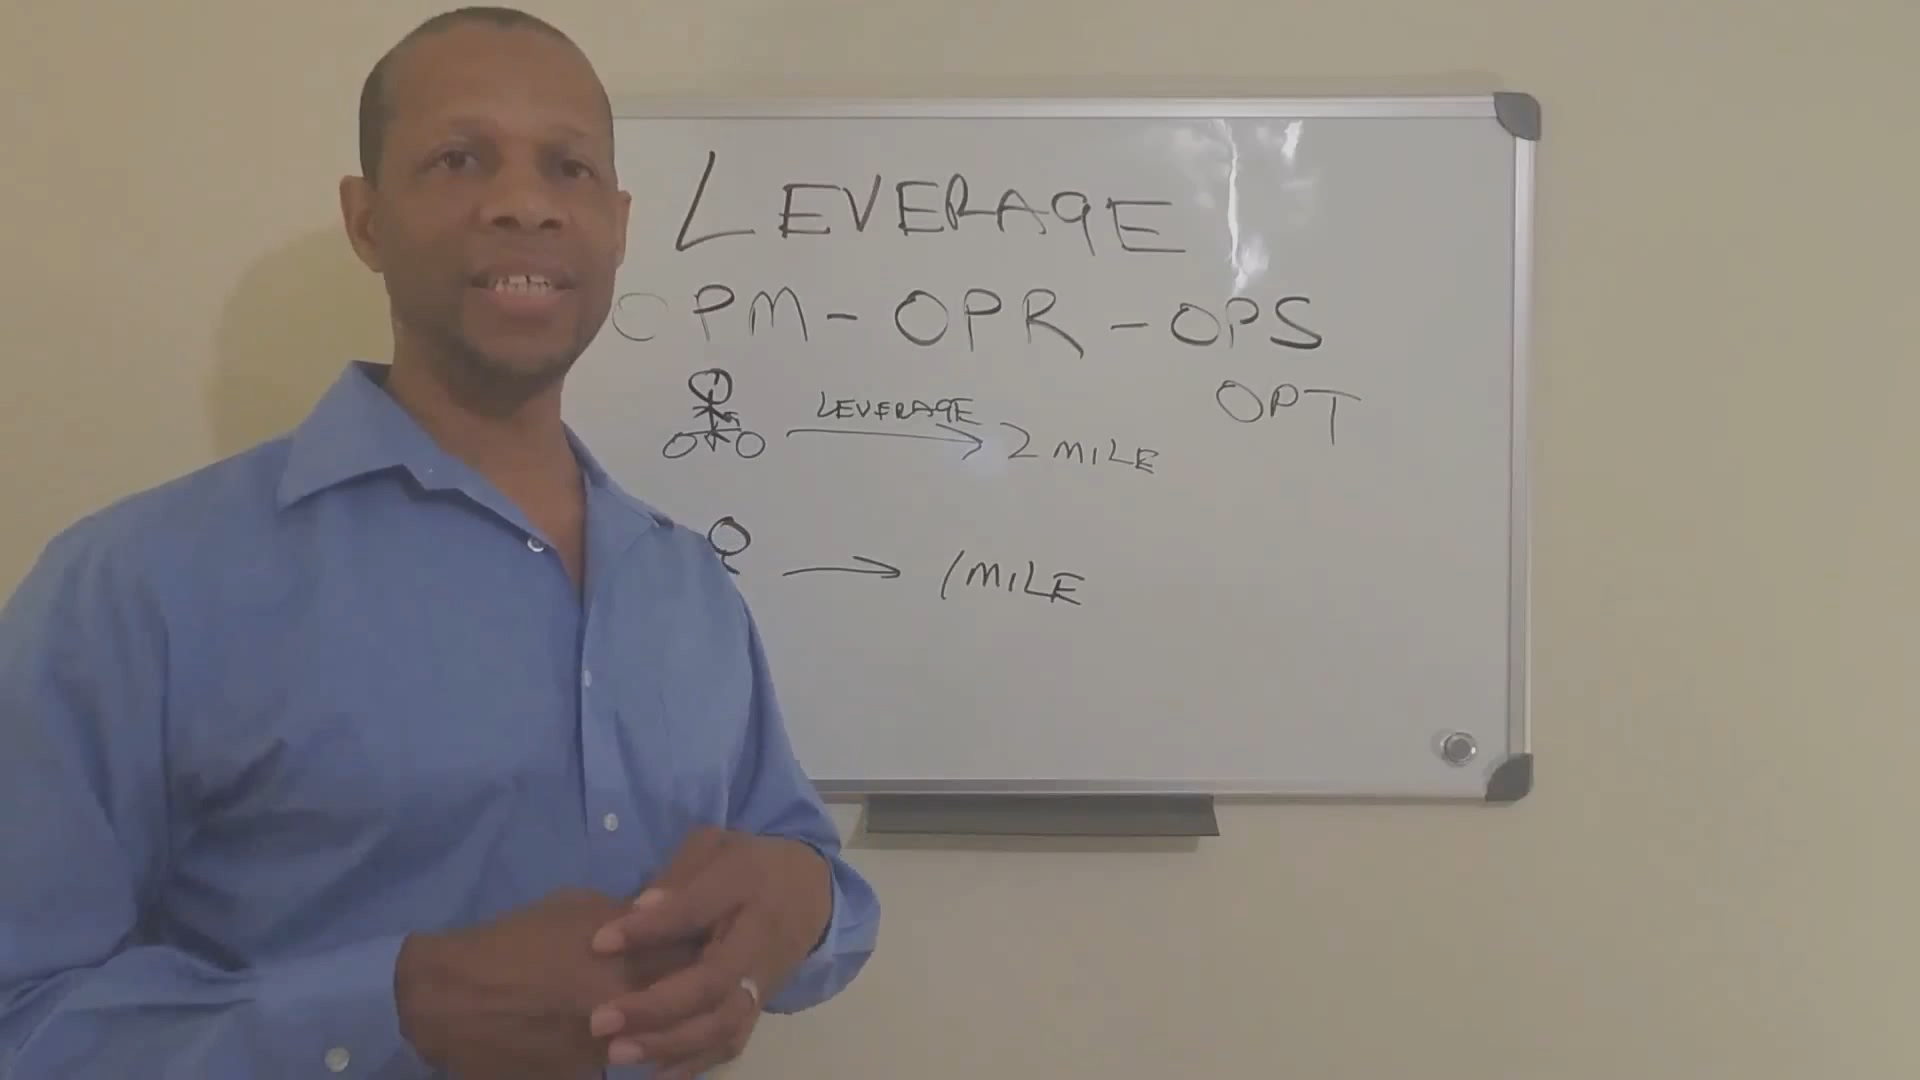 LEVERAGE
OPM - OPR - OPS
OPT
LEVERAGE
2 MILE
1 MILE